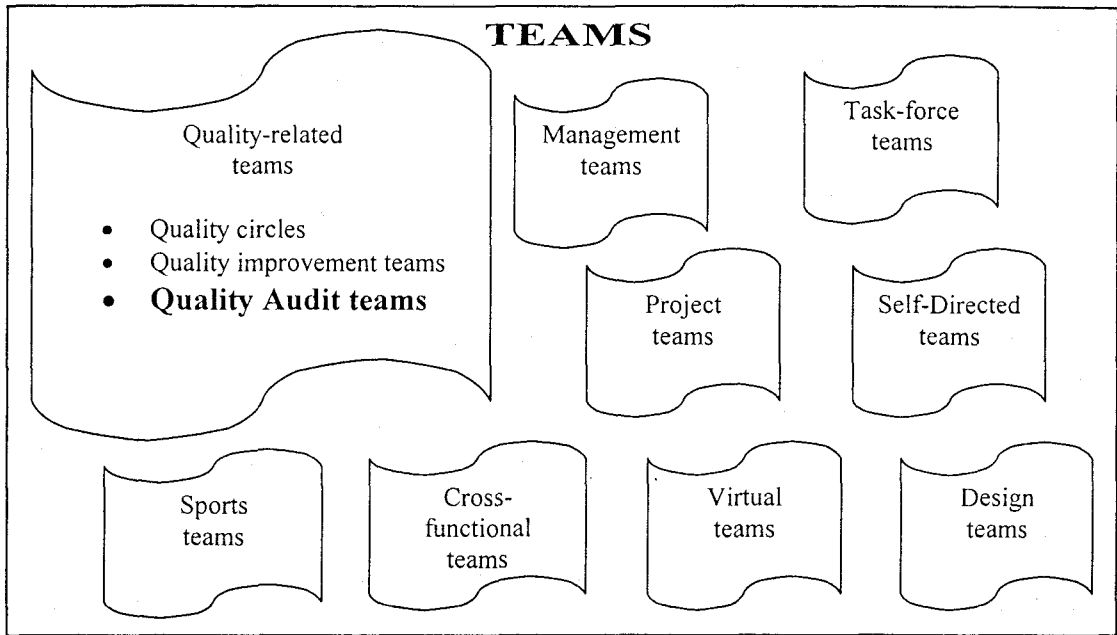 TEAMS
Quality-related
teams
• Quality circles
• Quality improvement teams
• Quality Audit teams
Management
teams
Task-force
teams
Project
teams
Self-Directed
teams
Sports
teams
Cross-
functional
teams
Virtual
teams
Design
teams